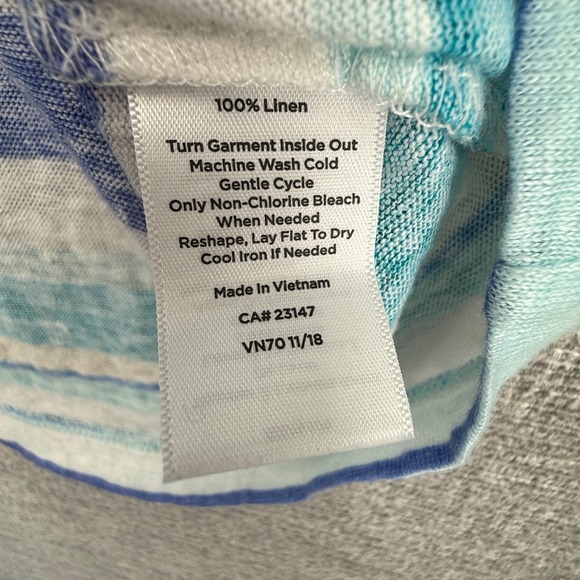 100% Linen
Turn Garment Inside Out
Machine Wash Cold
Gentle Cycle
Only Non-Chlorine Bleach
When Needed
Reshape, Lay Flat To Dry
Cool Iron If Needed
Made In Vietnam
CA# 23147
VN70 11/18